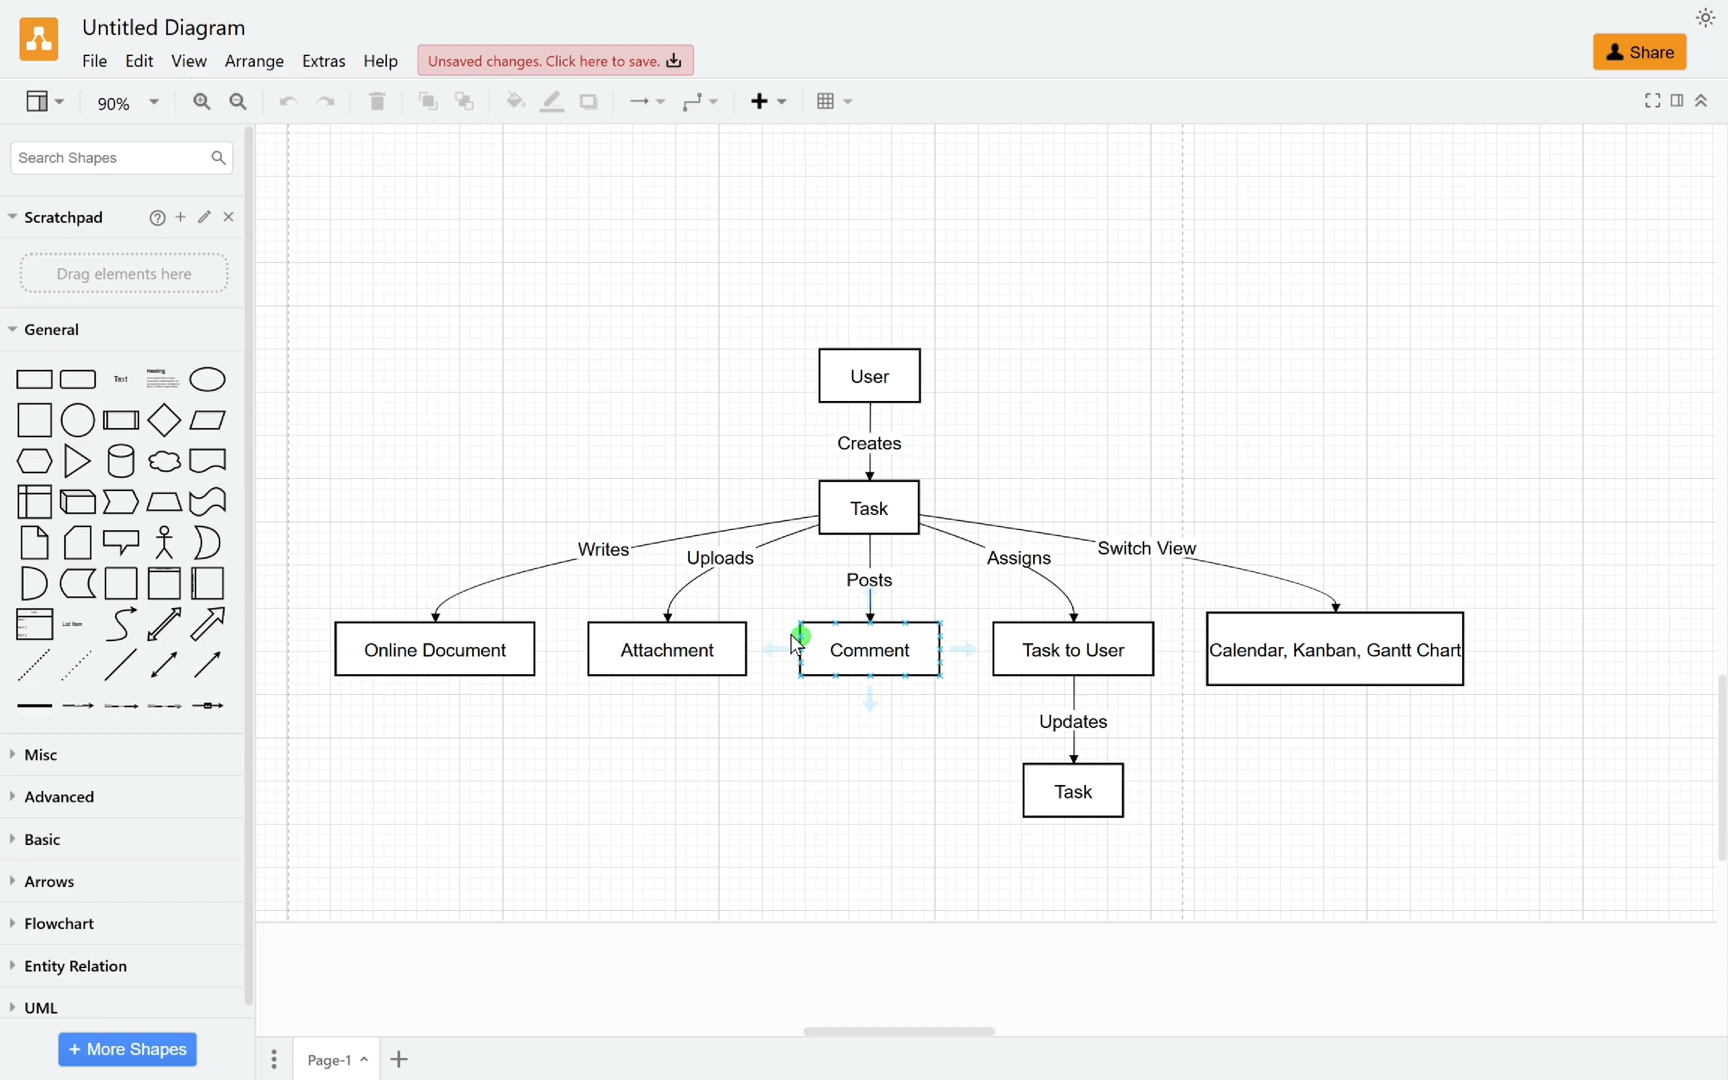 Untitled Diagram
File Edit View Arrange Extras Help Unsaved changes. Click here to save.
Share
90%
Search Shapes
Scratchpad
Drag elements here
General
Text
Heading
List Item
Misc
Advanced
Basic
Arrows
Flowchart
Entity Relation
UML
+ More Shapes
User
Creates
Task
Writes Uploads Posts Assigns Switch View
Online Document Attachment Comment Task to User Calendar, Kanban, Gantt Chart
Updates
Task
Page-1